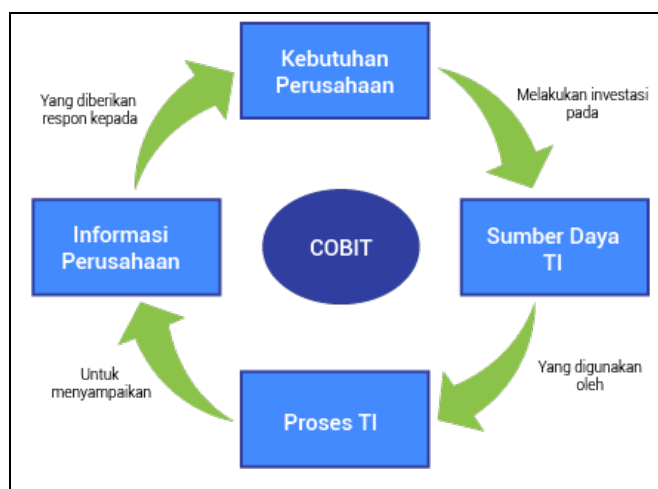 Kebutuhan
Perusahaan
Yang diberikan
respon kepada
Melakukan investasi
pada
Informasi
Perusahaan
COBIT
Sumber Daya
TI
Untuk
menyampaikan
Yang digunakan
oleh
Proses TI